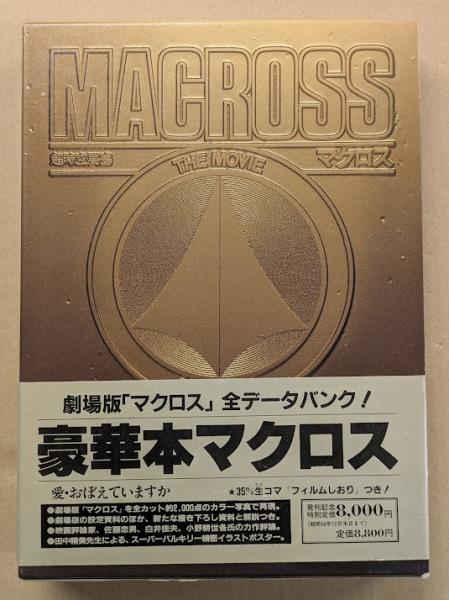 MACROSS
超時空要塞
マクロス
THE MOVIE
劇場版「マクロス」全データバンク!
豪華本マクロス
愛・おぼえていますか
★35㎜生コマ「フィルムしおり」つき!
●劇場版「マクロス」を全カット約2,000点のカラー写真で再現。
●劇場版の設定資料のほか、新たな描き下ろし資料と解説つき。
●映画評論家、佐藤忠男、白井佳夫、小野耕世各氏の力作評論。
●田中精美先生による、スーパーバルキリー精密イラストポスター。
発刊記念
特別定価8,000円
定価8,800円